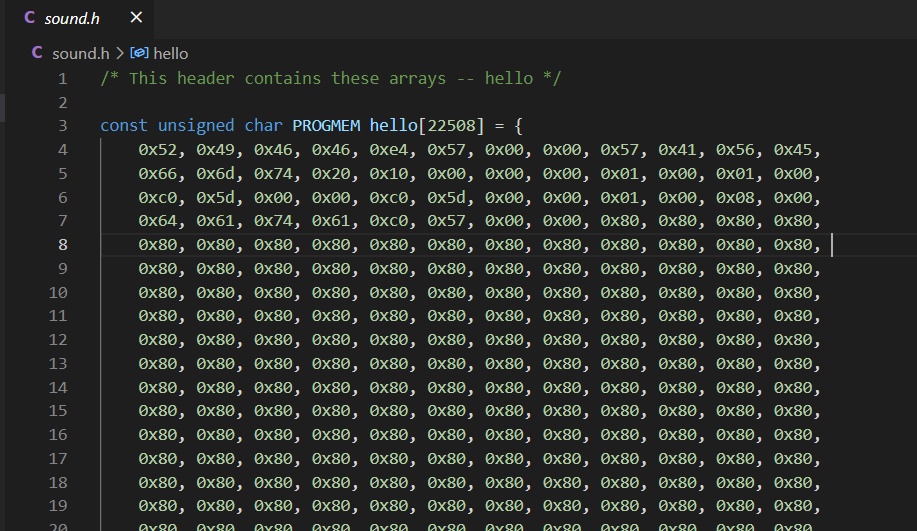 C sound.h ×
C sound.h > hello
1 /* This header contains these arrays -- hello */
2
3 const unsigned char PROGMEM hello[22508] = {
4 0x52, 0x49, 0x46, 0x46, 0xe4, 0x57, 0x00, 0x00, 0x57, 0x41, 0x56, 0x45,
5 0x66, 0x6d, 0x74, 0x20, 0x10, 0x00, 0x00, 0x00, 0x01, 0x00, 0x01, 0x00,
6 0xc0, 0x5d, 0x00, 0x00, 0xc0, 0x5d, 0x00, 0x00, 0x01, 0x00, 0x08, 0x00,
7 0x64, 0x61, 0x74, 0x61, 0xc0, 0x57, 0x00, 0x00, 0x80, 0x80, 0x80, 0x80,
8 0x80, 0x80, 0x80, 0x80, 0x80, 0x80, 0x80, 0x80, 0x80, 0x80, 0x80, 0x80,
9 0x80, 0x80, 0x80, 0x80, 0x80, 0x80, 0x80, 0x80, 0x80, 0x80, 0x80, 0x80,
10 0x80, 0x80, 0x80, 0x80, 0x80, 0x80, 0x80, 0x80, 0x80, 0x80, 0x80, 0x80,
11 0x80, 0x80, 0x80, 0x80, 0x80, 0x80, 0x80, 0x80, 0x80, 0x80, 0x80, 0x80,
12 0x80, 0x80, 0x80, 0x80, 0x80, 0x80, 0x80, 0x80, 0x80, 0x80, 0x80, 0x80,
13 0x80, 0x80, 0x80, 0x80, 0x80, 0x80, 0x80, 0x80, 0x80, 0x80, 0x80, 0x80,
14 0x80, 0x80, 0x80, 0x80, 0x80, 0x80, 0x80, 0x80, 0x80, 0x80, 0x80, 0x80,
15 0x80, 0x80, 0x80, 0x80, 0x80, 0x80, 0x80, 0x80, 0x80, 0x80, 0x80, 0x80,
16 0x80, 0x80, 0x80, 0x80, 0x80, 0x80, 0x80, 0x80, 0x80, 0x80, 0x80, 0x80,
17 0x80, 0x80, 0x80, 0x80, 0x80, 0x80, 0x80, 0x80, 0x80, 0x80, 0x80, 0x80,
18 0x80, 0x80, 0x80, 0x80, 0x80, 0x80, 0x80, 0x80, 0x80, 0x80, 0x80, 0x80,
19 0x80, 0x80, 0x80, 0x80, 0x80, 0x80, 0x80, 0x80, 0x80, 0x80, 0x80, 0x80,